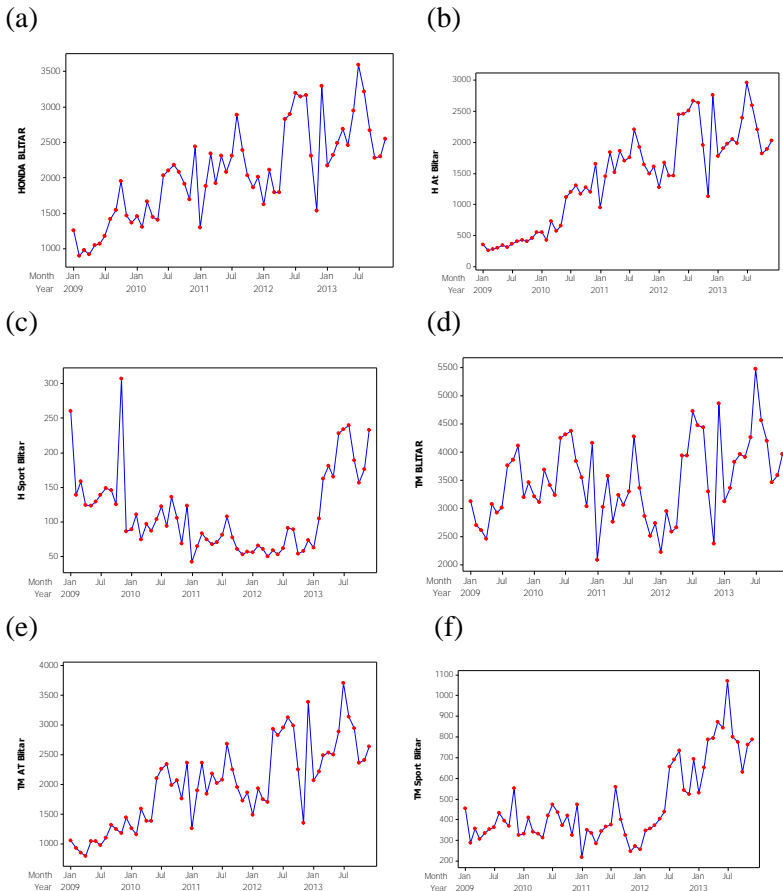 (a)
HONDA BLITAR
3500
3000
2500
2000
1500
1000
Month Jan Jul Jan Jul Jan Jul Jan Jul Jan Jul
Year 2009 2010 2011 2012 2013
(b)
H At Blitar
3000
2500
2000
1500
1000
500
0
Month Jan Jul Jan Jul Jan Jul Jan Jul Jan Jul
Year 2009 2010 2011 2012 2013
(c)
H Sport Blitar
300
250
200
150
100
50
Month Jan Jul Jan Jul Jan Jul Jan Jul Jan Jul
Year 2009 2010 2011 2012 2013
(d)
TM BLITAR
5500
5000
4500
4000
3500
3000
2500
2000
Month Jan Jul Jan Jul Jan Jul Jan Jul Jan Jul
Year 2009 2010 2011 2012 2013
(e)
TM AT Blitar
4000
3500
3000
2500
2000
1500
1000
Month Jan Jul Jan Jul Jan Jul Jan Jul Jan Jul
Year 2009 2010 2011 2012 2013
(f)
TM Sport Blitar
1100
1000
900
800
700
600
500
400
300
200
Month Jan Jul Jan Jul Jan Jul Jan Jul Jan Jul
Year 2009 2010 2011 2012 2013